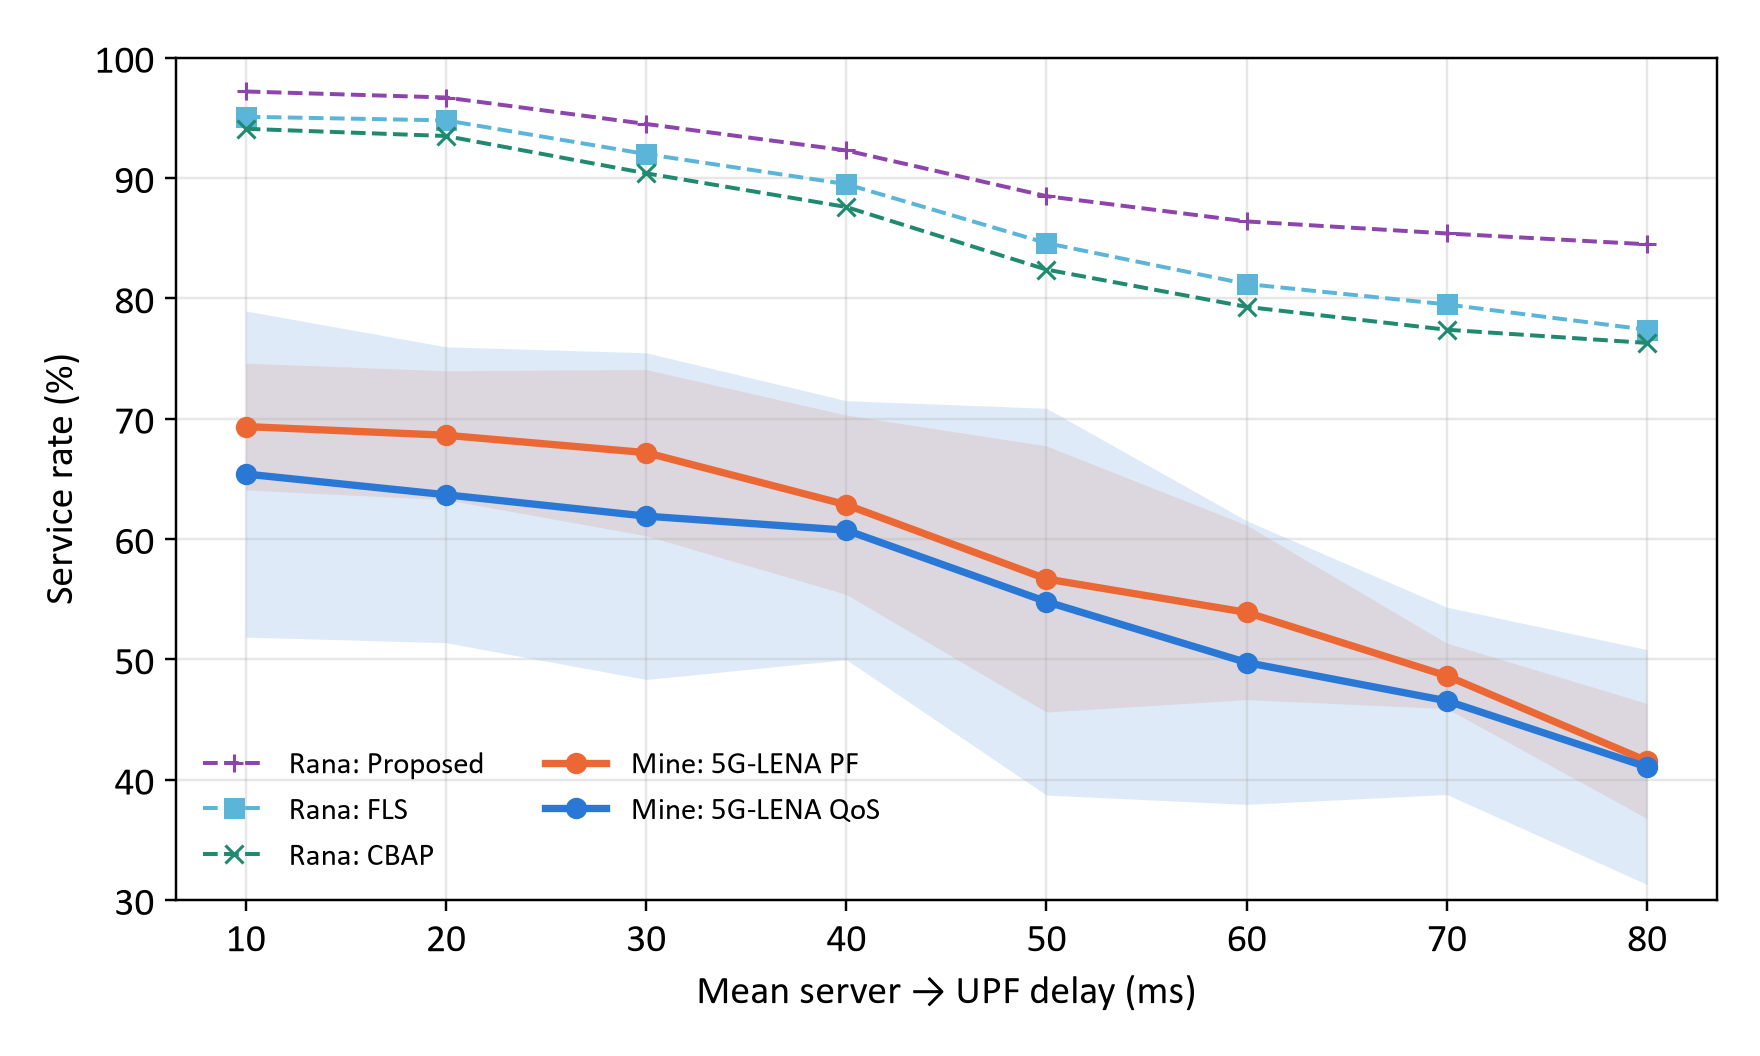 100
90
80
70
60
50
40
30
Service rate (%)
Rana: Proposed
Rana: FLS
Rana: CBAP
Mine: 5G-LENA PF
Mine: 5G-LENA QoS
10 20 30 40 50 60 70 80
Mean server → UPF delay (ms)